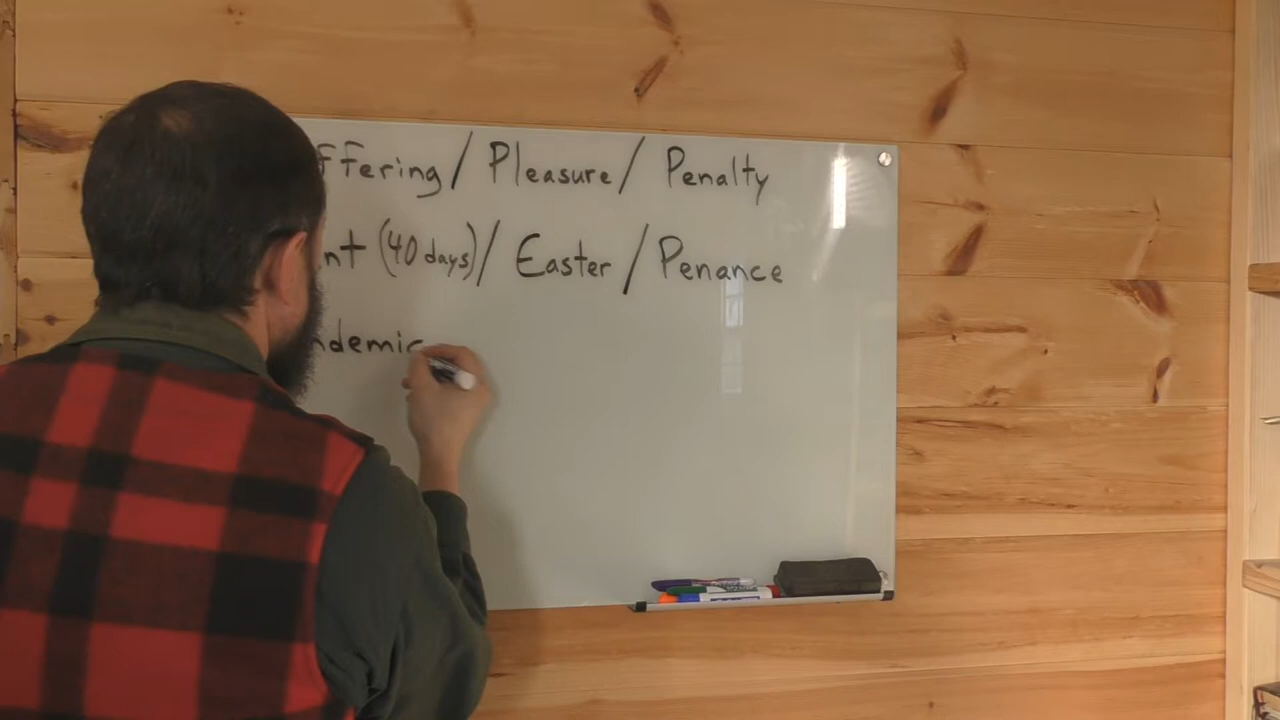 ffering / Pleasure / Penalty
nt (40 days) / Easter / Penance
ndemic